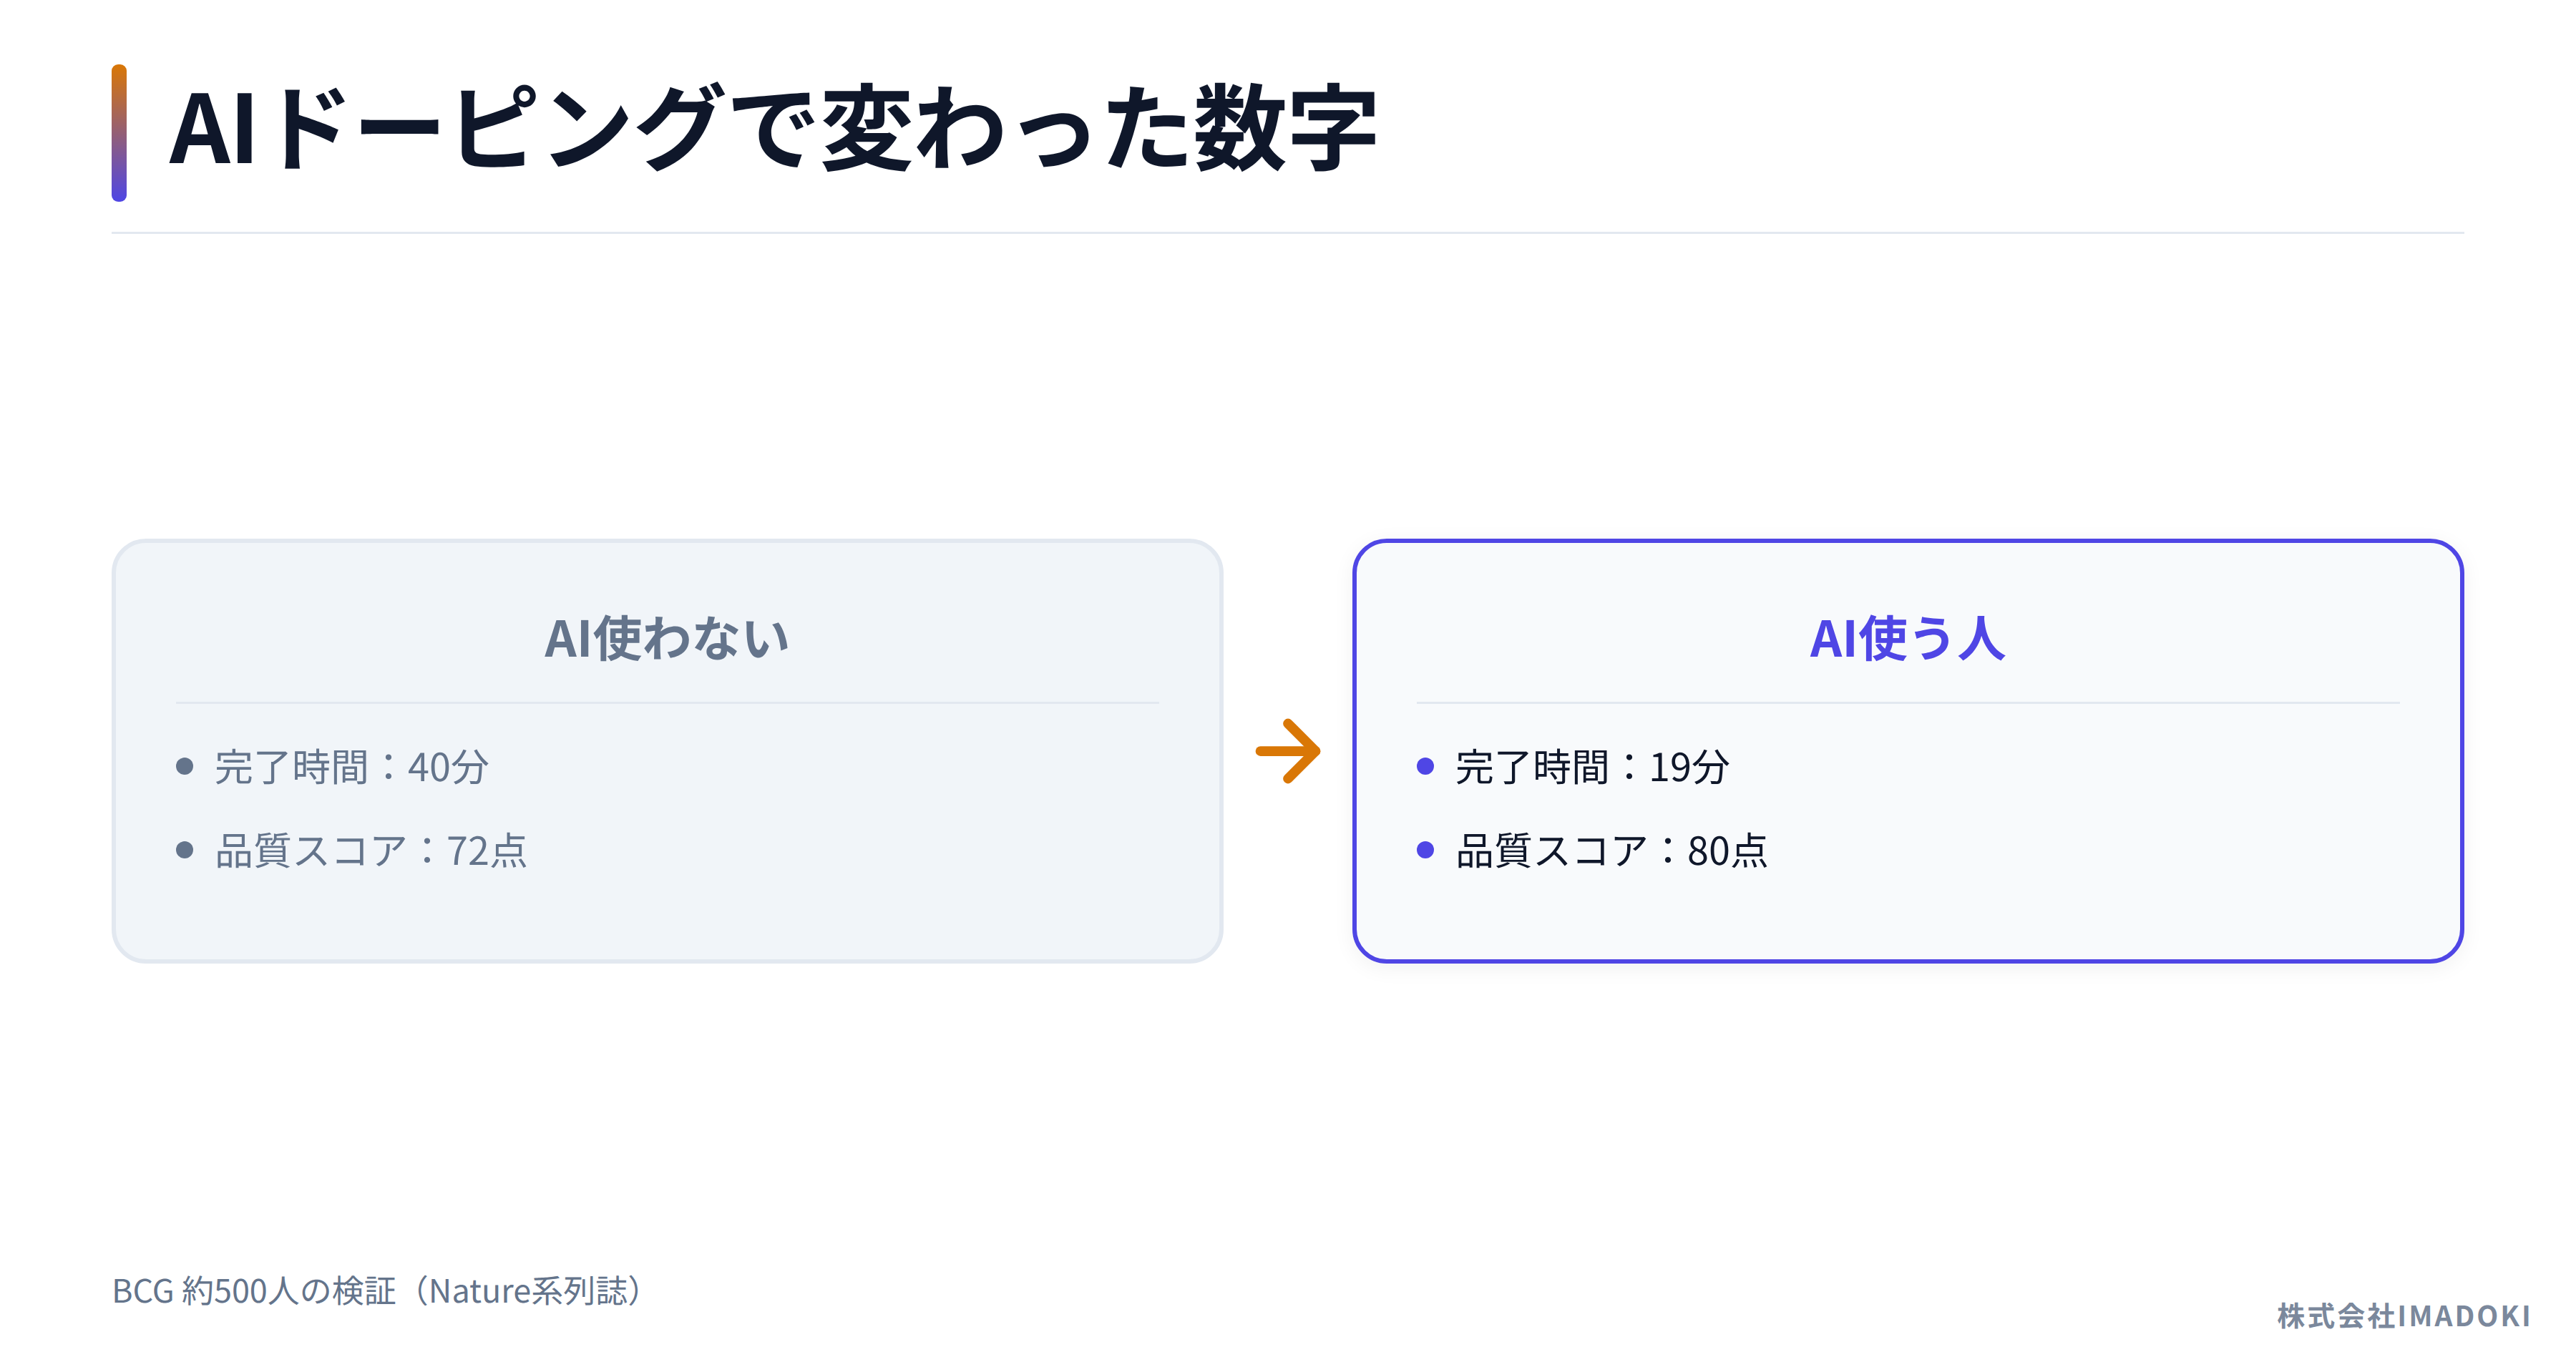 AIドーピングで変わった数字
AI使わない
完了時間：40分
品質スコア：72点
AI使う人
完了時間：19分
品質スコア：80点
BCG 約500人の検証（Nature系列誌）
株式会社IMADOKI